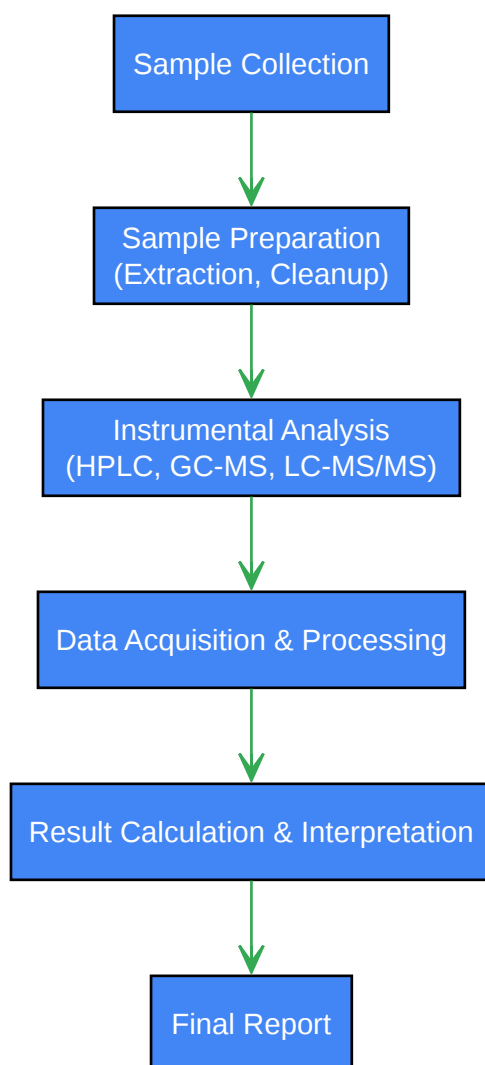 Sample Collection
Sample Preparation
(Extraction, Cleanup)
Instrumental Analysis
(HPLC, GC-MS, LC-MS/MS)
Data Acquisition & Processing
Result Calculation & Interpretation
Final Report